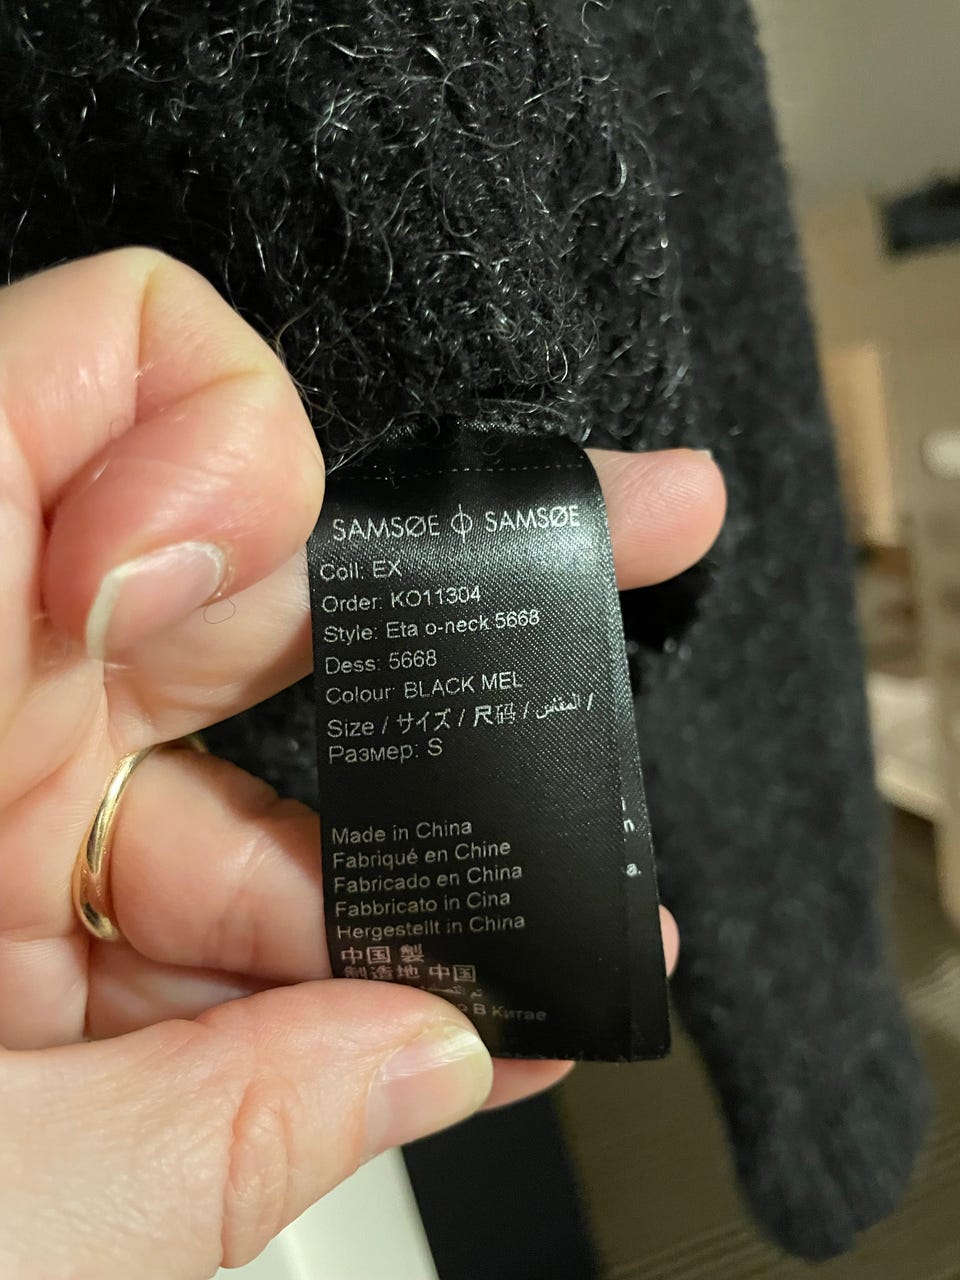 SAMSØE Φ SAMSØE
Coll: EX
Order: KO11304
Style: Eta o-neck 5668
Dess: 5668
Colour: BLACK MEL
Size / サイズ / 尺码 / المقاس /
Размер: S
Made in China
Fabriqué en Chine
Fabricado en China
Fabbricato in Cina
Hergestellt in China
中国 製
制造地 中国
В Китае